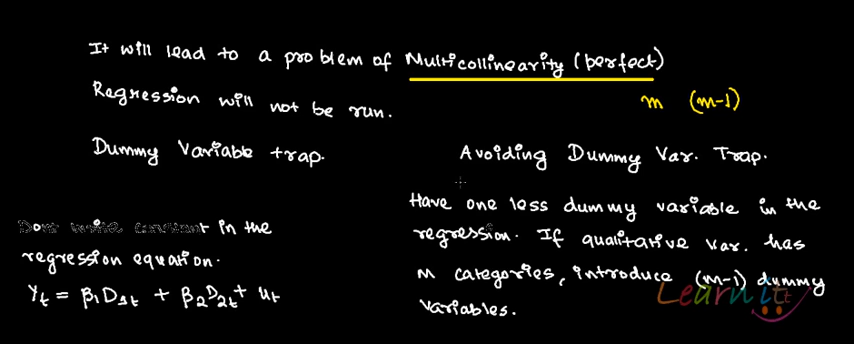 It will lead to a problem of Multicollinearity (perfect)
m (m-1)
Regression will not be run.
Dummy Variable trap.
Avoiding Dummy Var. Trap.
Have one less dummy variable in the
regression. If qualitative var. has
m categories, introduce (m-1) dummy
variables.
Dont write constant in the
regression equation.
Yt = β1D1t + β2D2t + ut
Learn it